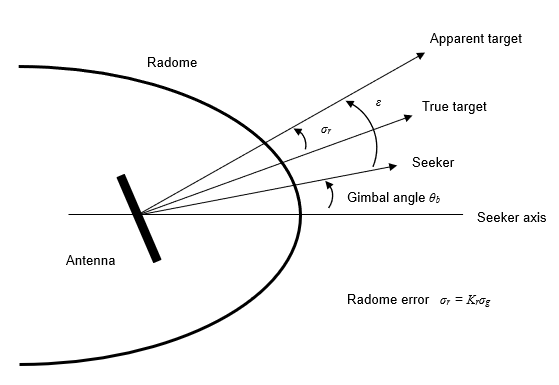 Apparent target
Radome
ε
True target
σr
Seeker
Gimbal angle θb
Seeker axis
Antenna
Radome error σr = Krσg